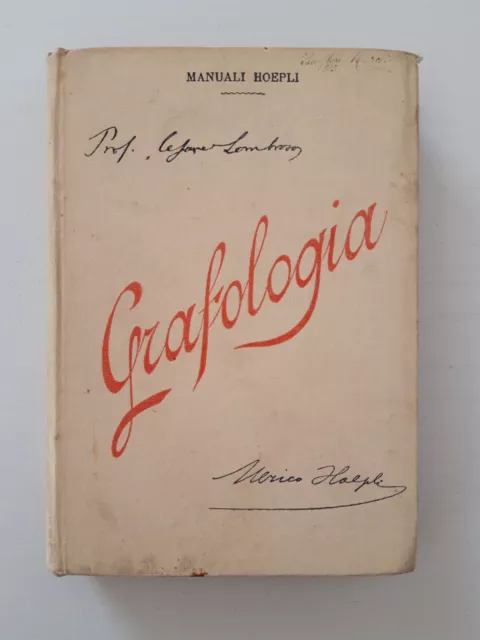 MANUALI HOEPLI
Prof. Cesare Lombroso
Grafologia
Ulrico Hoepli